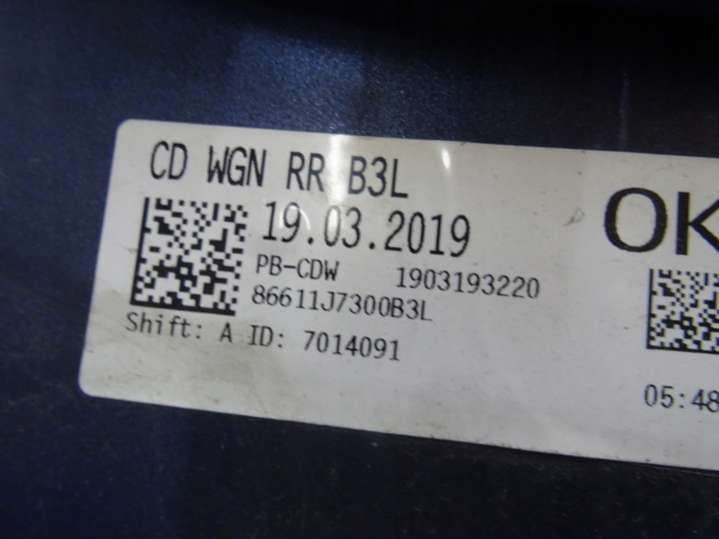 CD WGN RR B3L
19.03.2019
PB-CDW 1903193220
86611J7300B3L
Shift: A ID: 7014091
OK
05:48